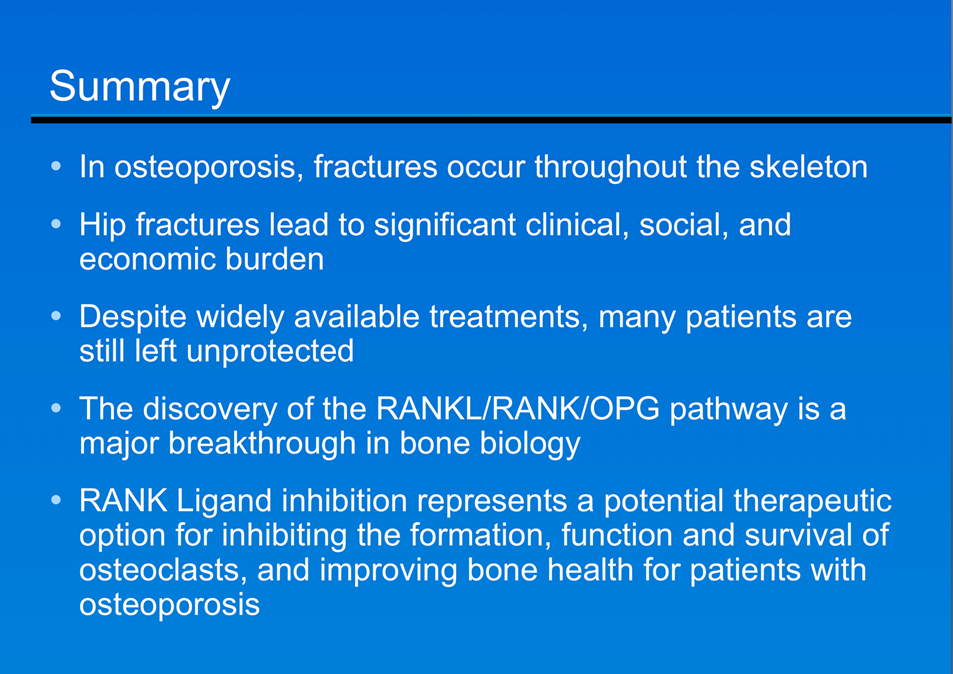 Summary
• In osteoporosis, fractures occur throughout the skeleton
• Hip fractures lead to significant clinical, social, and
economic burden
• Despite widely available treatments, many patients are
still left unprotected
• The discovery of the RANKL/RANK/OPG pathway is a
major breakthrough in bone biology
• RANK Ligand inhibition represents a potential therapeutic
option for inhibiting the formation, function and survival of
osteoclasts, and improving bone health for patients with
osteoporosis